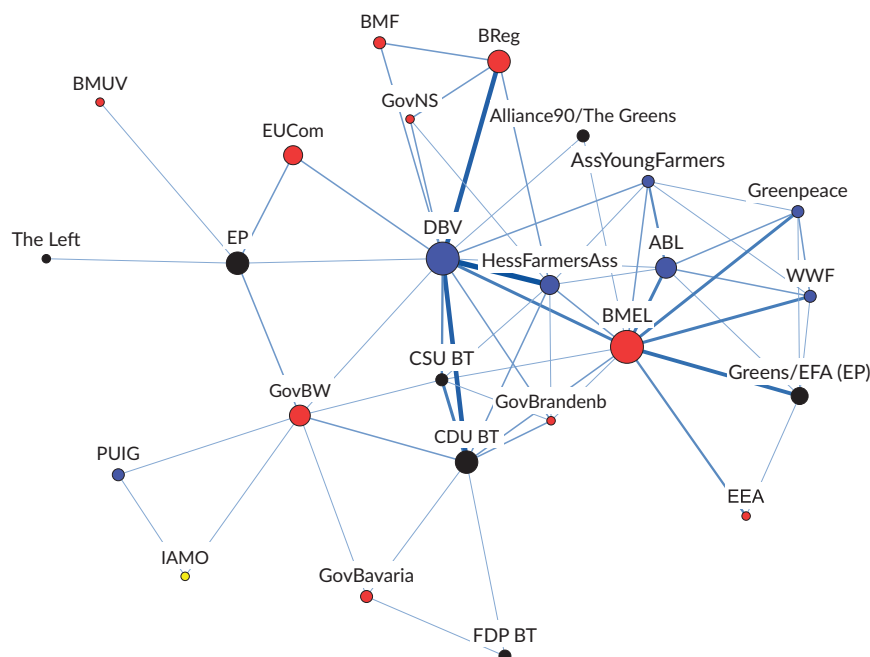 BMF
BReg
BMUV
GovNS
Alliance90/The Greens
EUCom
AssYoungFarmers
Greenpeace
The Left
EP
DBV
HessFarmersAss
ABL
WWF
BMEL
CSU BT
Greens/EFA (EP)
GovBW
GovBrandenb
CDU BT
PUIG
EEA
IAMO
GovBavaria
FDP BT